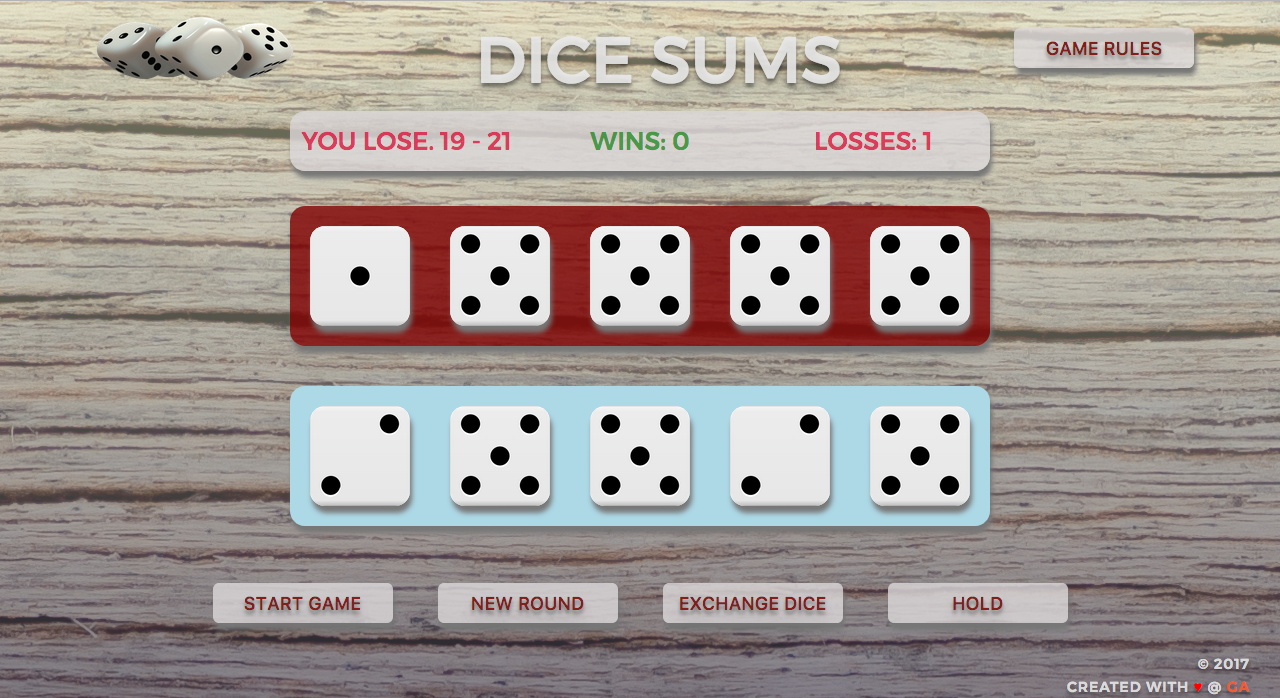 DICE SUMS
GAME RULES
YOU LOSE. 19 - 21
WINS: 0
LOSSES: 1
START GAME
NEW ROUND
EXCHANGE DICE
HOLD
© 2017
CREATED WITH ♥ @ GA